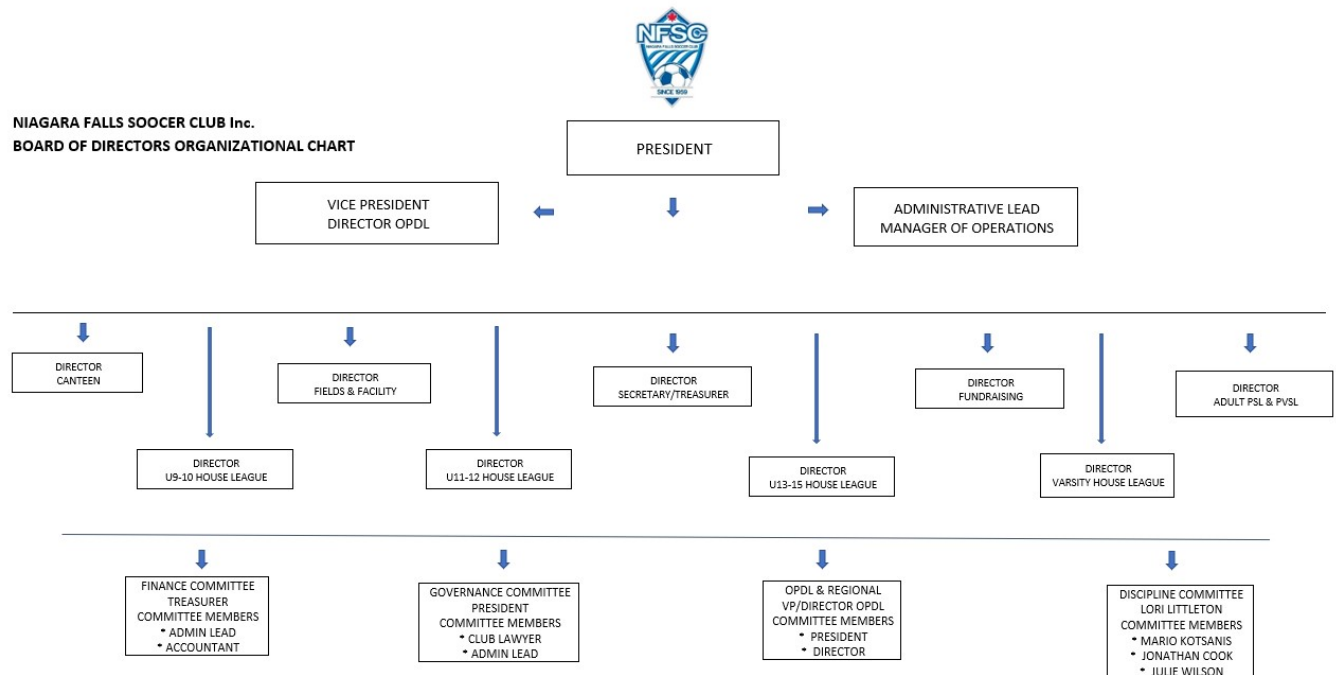 NFSC
NIAGARA FALLS SOCCER CLUB
SINCE 1959
NIAGARA FALLS SOOCER CLUB Inc.
BOARD OF DIRECTORS ORGANIZATIONAL CHART
PRESIDENT
VICE PRESIDENT
DIRECTOR OPDL
ADMINISTRATIVE LEAD
MANAGER OF OPERATIONS
DIRECTOR
CANTEEN
DIRECTOR
FIELDS & FACILITY
DIRECTOR
SECRETARY/TREASURER
DIRECTOR
FUNDRAISING
DIRECTOR
ADULT PSL & PVSL
DIRECTOR
U9-10 HOUSE LEAGUE
DIRECTOR
U11-12 HOUSE LEAGUE
DIRECTOR
U13-15 HOUSE LEAGUE
DIRECTOR
VARSITY HOUSE LEAGUE
FINANCE COMMITTEE
TREASURER
COMMITTEE MEMBERS
* ADMIN LEAD
* ACCOUNTANT
GOVERNANCE COMMITTEE
PRESIDENT
COMMITTEE MEMBERS
* CLUB LAWYER
* ADMIN LEAD
OPDL & REGIONAL
VP/DIRECTOR OPDL
COMMITTEE MEMBERS
* PRESIDENT
* DIRECTOR
DISCIPLINE COMMITTEE
LORI LITTLETON
COMMITTEE MEMBERS
* MARIO KOTSANIS
* JONATHAN COOK
* JULIE WILSON